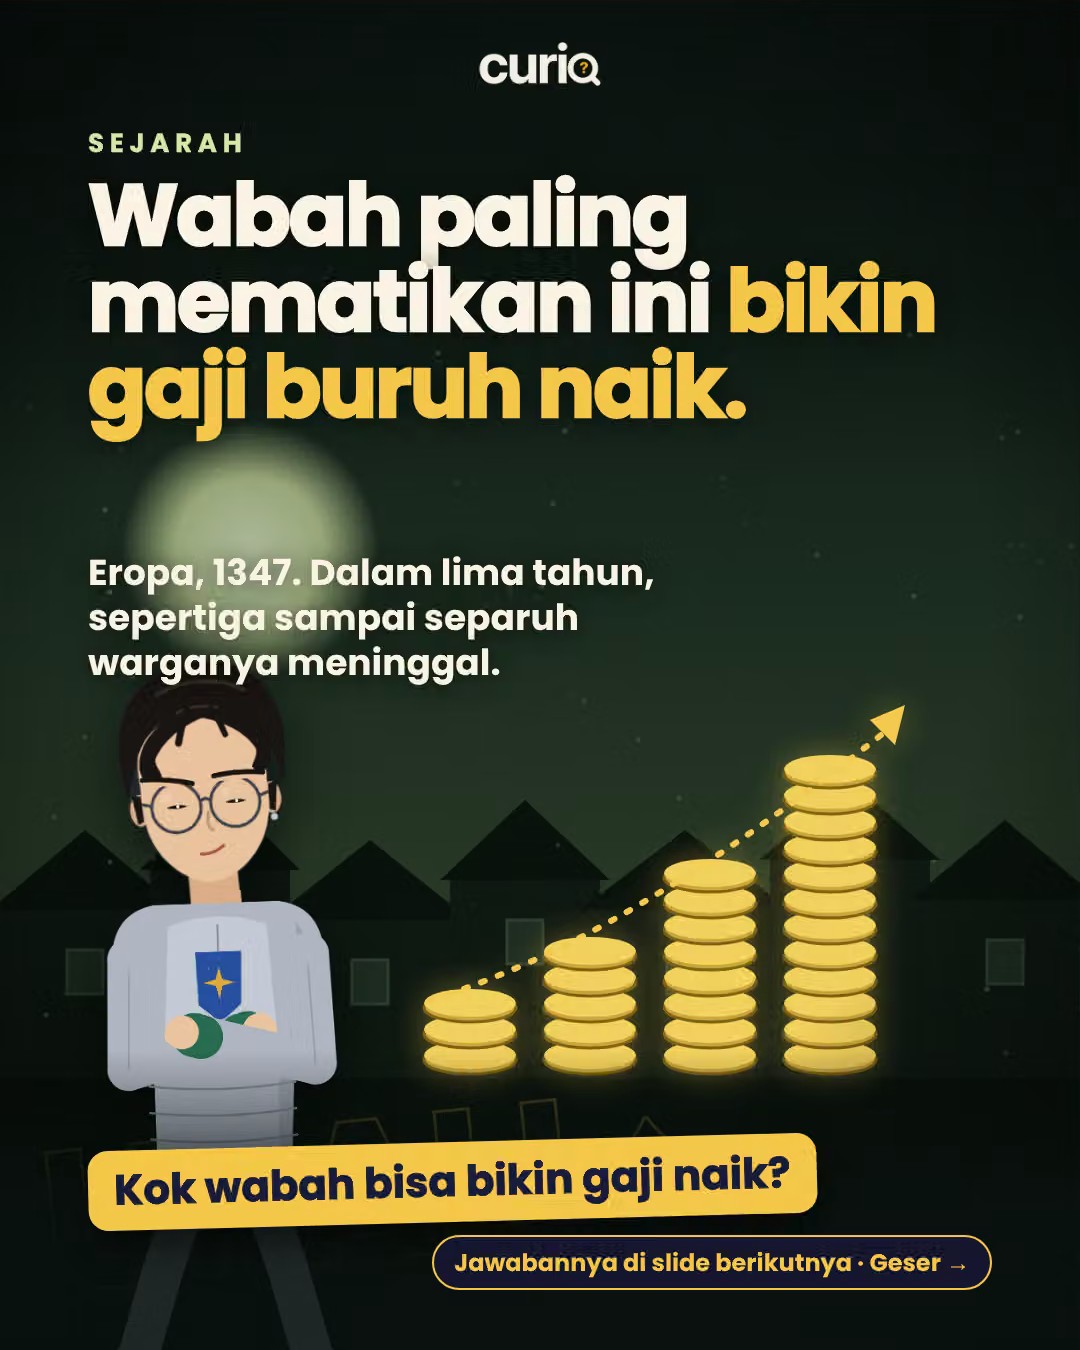 curiq
SEJARAH
Wabah paling
mematikan ini bikin
gaji buruh naik.
Eropa, 1347. Dalam lima tahun,
sepertiga sampai separuh
warganya meninggal.
Kok wabah bisa bikin gaji naik?
Jawabannya di slide berikutnya · Geser →